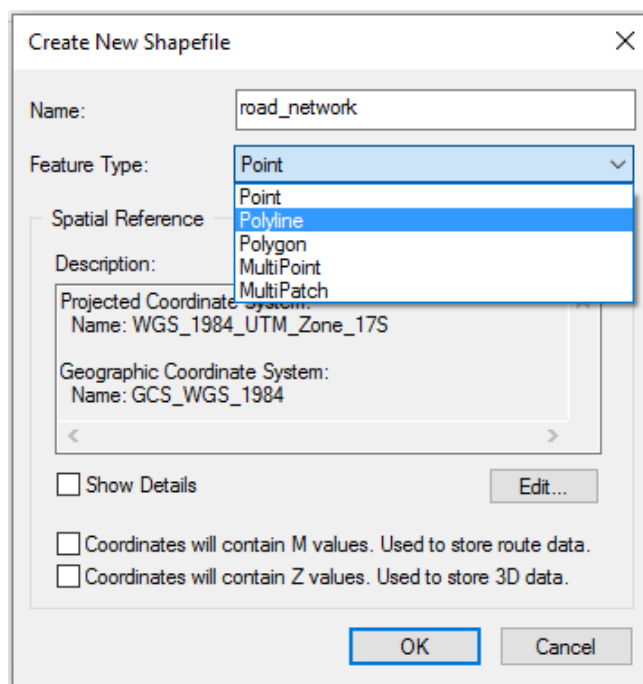 Create New Shapefile
Name: road_network
Feature Type: Point
Point
Polyline
Polygon
MultiPoint
MultiPatch
Spatial Reference
Description:
Projected Coordinate System:
Name: WGS_1984_UTM_Zone_17S
Geographic Coordinate System:
Name: GCS_WGS_1984
Show Details
Edit...
Coordinates will contain M values. Used to store route data.
Coordinates will contain Z values. Used to store 3D data.
OK Cancel